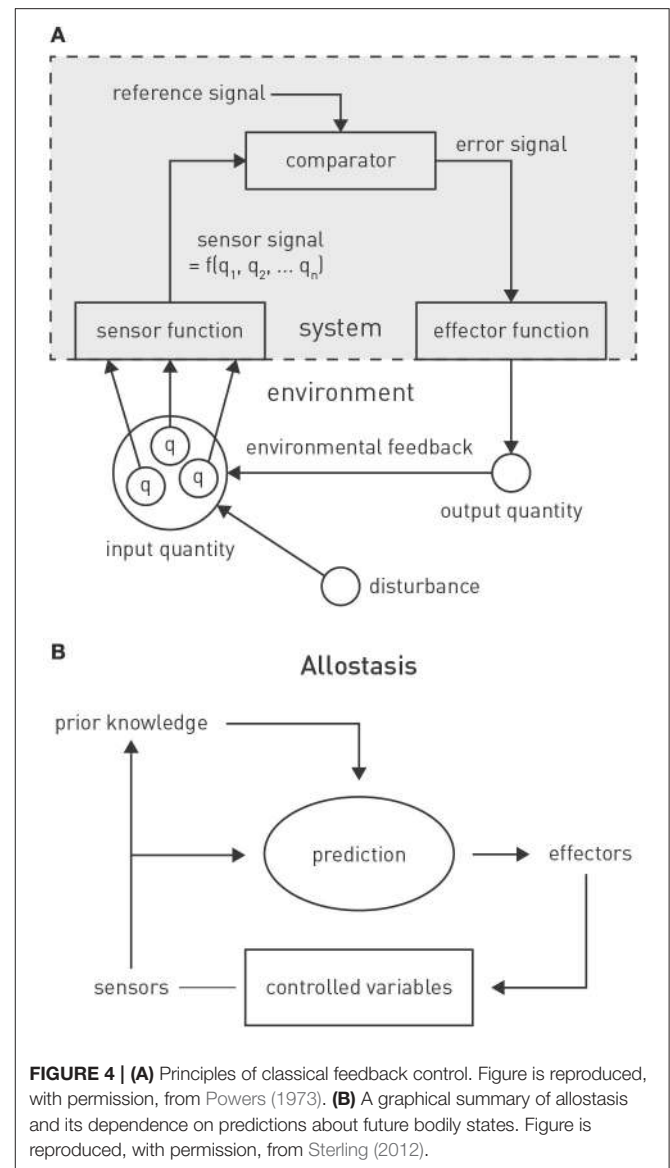 A
reference signal
comparator
error signal
sensor signal
= f(q₁, q₂, ... qₙ)
sensor function
system
effector function
environment
environmental feedback
q
q
q
output quantity
input quantity
disturbance
B
Allostasis
prior knowledge
prediction
effectors
sensors
controlled variables
FIGURE 4 | (A) Principles of classical feedback control. Figure is reproduced,
with permission, from Powers (1973). (B) A graphical summary of allostasis
and its dependence on predictions about future bodily states. Figure is
reproduced, with permission, from Sterling (2012).